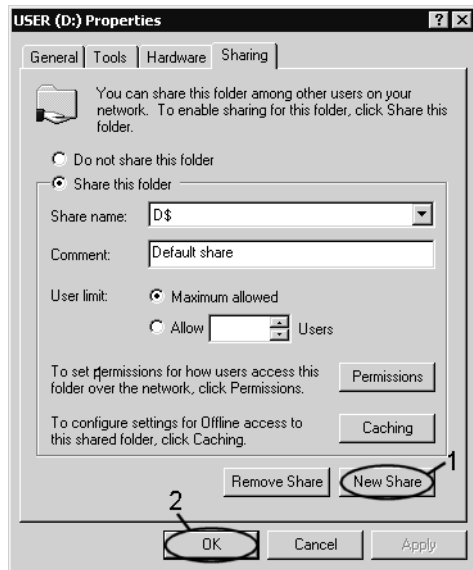 USER (D:) Properties
General Tools Hardware Sharing
You can share this folder among other users on your
network. To enable sharing for this folder, click Share this
folder.
Do not share this folder
Share this folder
Share name: D$
Comment: Default share
User limit: Maximum allowed
Allow Users
To set permissions for how users access this
folder over the network, click Permissions.
Permissions
To configure settings for Offline access to
this shared folder, click Caching.
Caching
1
Remove Share New Share
2
OK Cancel Apply